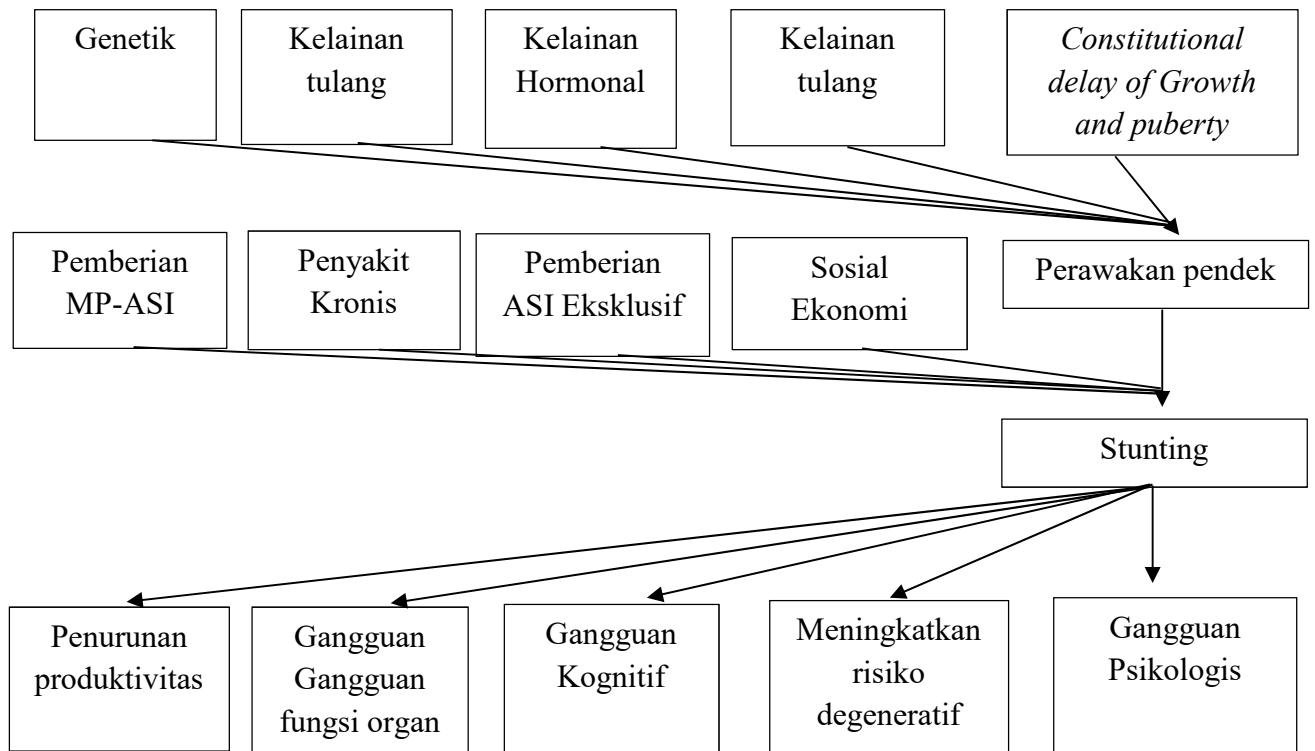 Genetik
Kelainan
tulang
Kelainan
Hormonal
Kelainan
tulang
Constitutional
delay of Growth
and puberty
Pemberian
MP-ASI
Penyakit
Kronis
Pemberian
ASI Eksklusif
Sosial
Ekonomi
Perawakan pendek
Stunting
Penurunan
produktivitas
Gangguan
Gangguan
fungsi organ
Gangguan
Kognitif
Meningkatkan
risiko
degeneratif
Gangguan
Psikologis